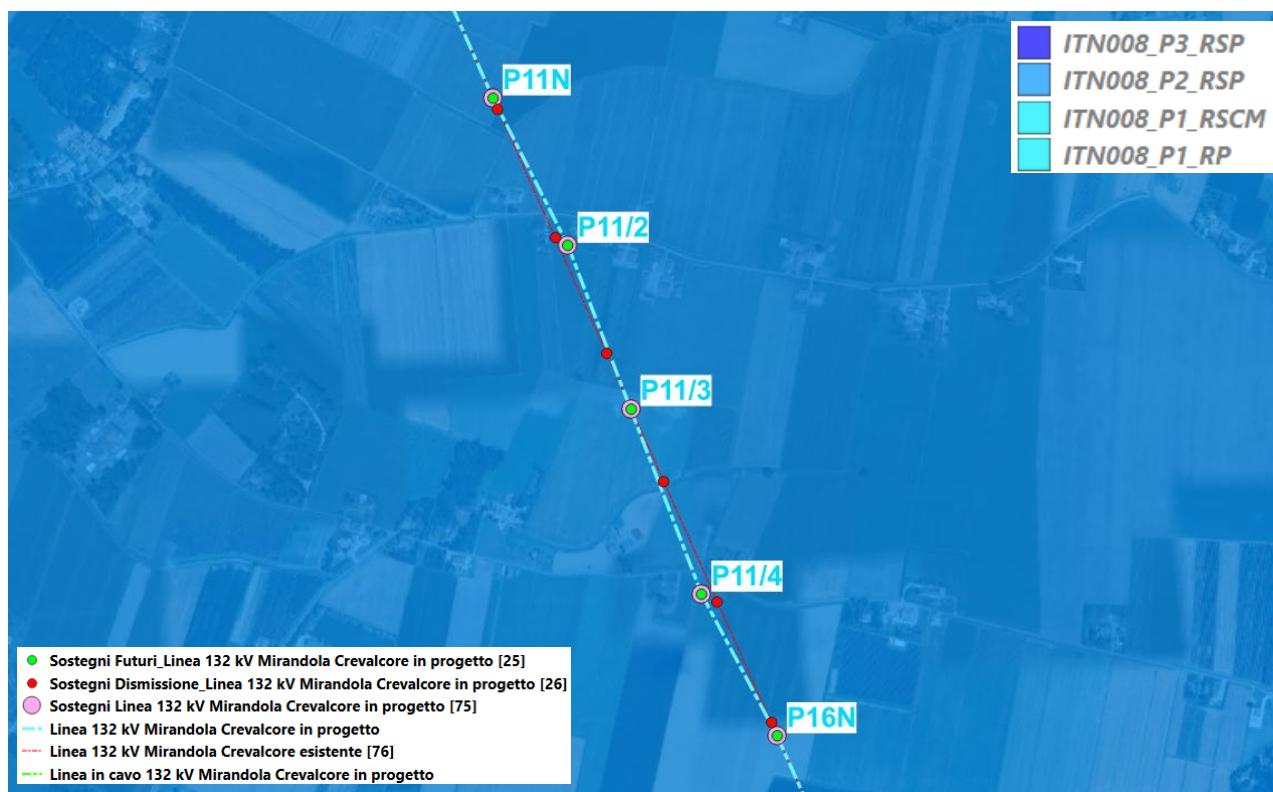 P11N
ITN008_P3_RSP
ITN008_P2_RSP
ITN008_P1_RSCM
ITN008_P1_RP
P11/2
P11/3
P11/4
P16N
Sostegni Futuri_Linea 132 kV Mirandola Crevalcore in progetto [25]
Sostegni Dismissione_Linea 132 kV Mirandola Crevalcore in progetto [26]
Sostegni Linea 132 kV Mirandola Crevalcore in progetto [75]
Linea 132 kV Mirandola Crevalcore in progetto
Linea 132 kV Mirandola Crevalcore esistente [76]
Linea in cavo 132 kV Mirandola Crevalcore in progetto